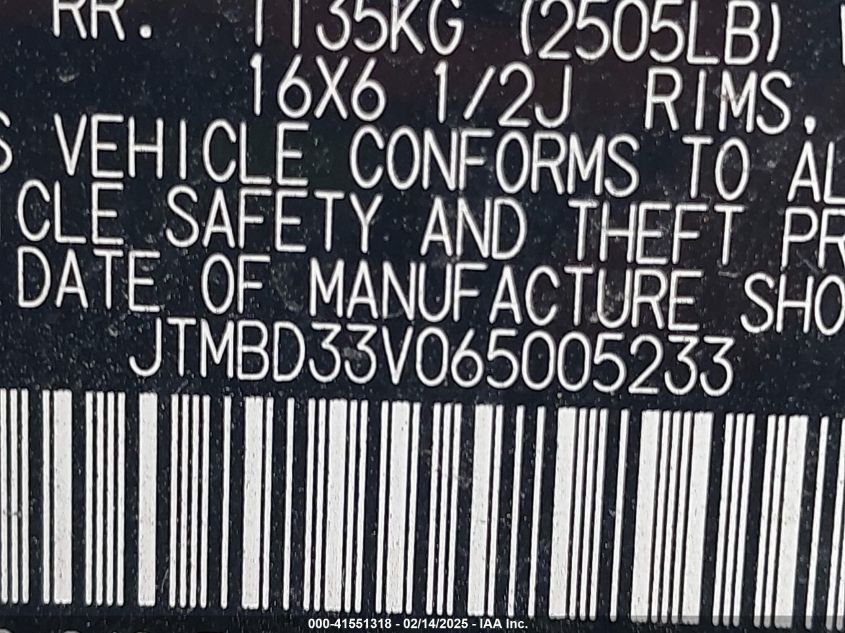 RR. 1135KG (2505LB)
16X6 1/2J RIMS,
S VEHICLE CONFORMS TO AL
CLE SAFETY AND THEFT PR
DATE OF MANUFACTURE SHO
JTMBD33V065005233
000-41551318 - 02/14/2025 - IAA Inc.